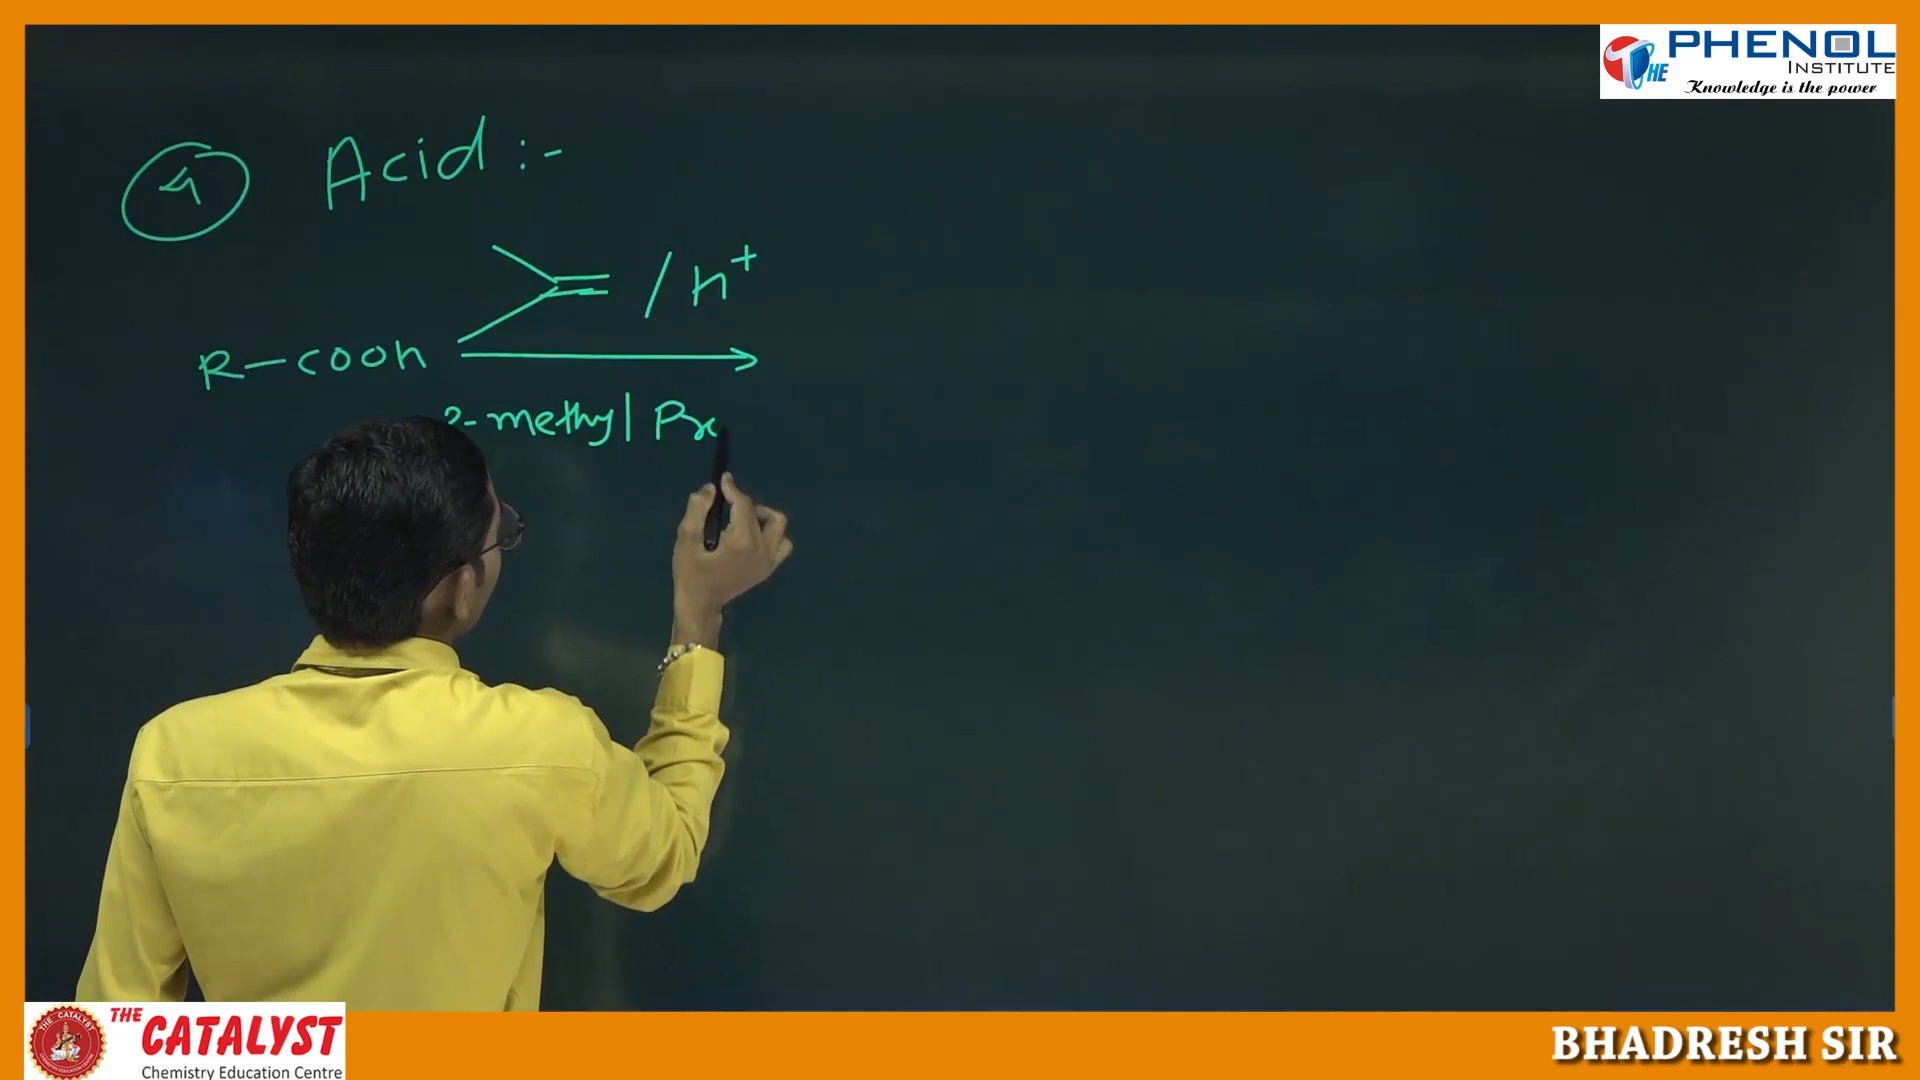 THE PHENOL
INSTITUTE
Knowledge is the power
4 Acid :-
/ H+
R-COOH
2-methyl Pr
THE
CATALYST
Chemistry Education Centre
BHADRESH SIR